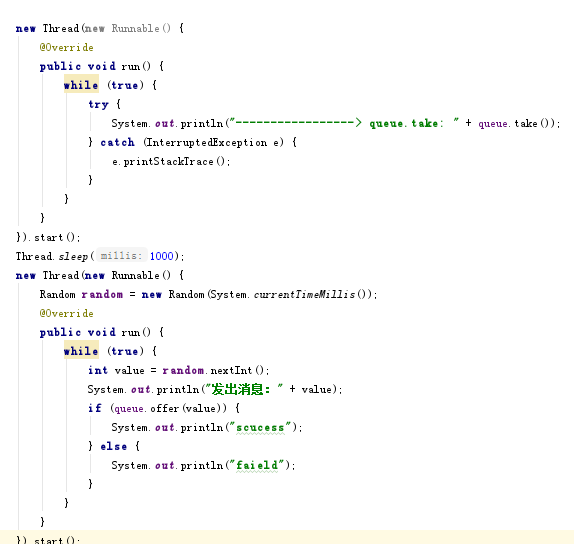 new Thread(new Runnable() {
@Override
public void run() {
while (true) {
try {
System.out.println("-----------------> queue.take: " + queue.take());
} catch (InterruptedException e) {
e.printStackTrace();
}
}
}
}).start();
Thread.sleep( millis: 1000);
new Thread(new Runnable() {
Random random = new Random(System.currentTimeMillis());
@Override
public void run() {
while (true) {
int value = random.nextInt();
System.out.println("发出消息：" + value);
if (queue.offer(value)) {
System.out.println("scucess");
} else {
System.out.println("faield");
}
}
}
}).start();